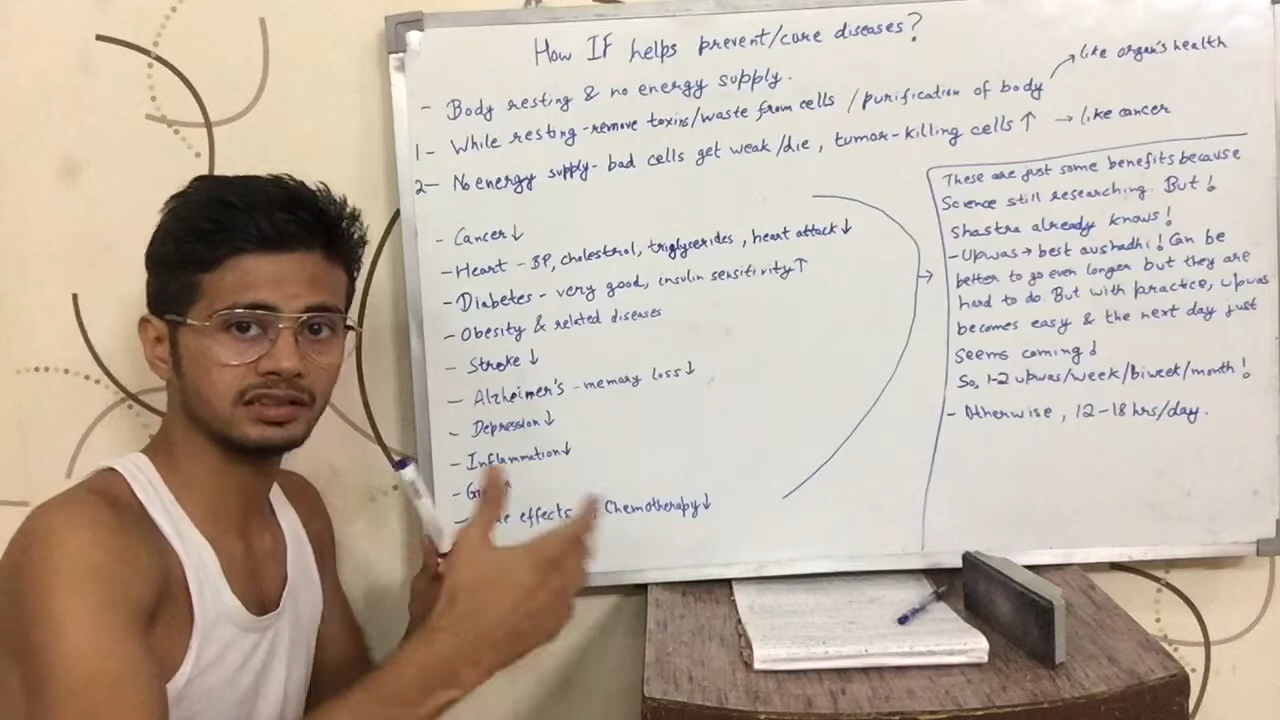 How IF helps prevent/cure diseases?
- Body resting & no energy supply.
1- While resting-remove toxins/waste from cells / purification of body → like organ's health
2- No energy supply- bad cells get weak/die, tumor-killing cells ↑ → like cancer
- Cancer↓
- Heart - BP, cholestrol, triglycerides, heart attack↓
- Diabetes - very good, insulin sensitivity↑
- Obesity & related diseases
- Stroke↓
- Alzheimer's - memory loss↓
- Depression↓
- Inflammation↓
-
- effects Chemotherapy↓
These are just some benefits because
Science still researching. But!
Shastra already knows!
- Upwas → best aushadhi! Can be
better to go even longer but they are
hard to do. But with practice, upwas
becomes easy & the next day just
seems coming!
So, 1-2 upwas/week/biweek/month!
- Otherwise, 12-18 hrs/day.